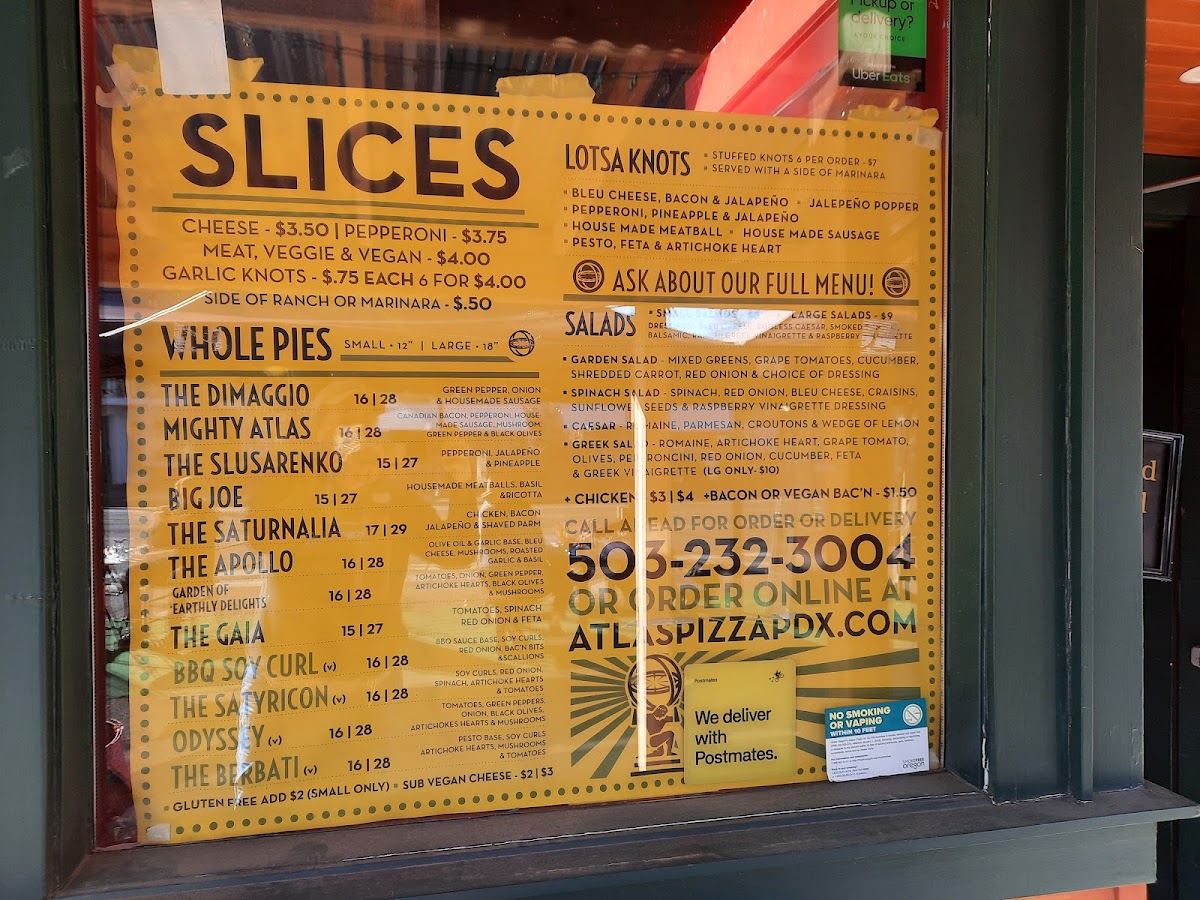 SLICES
CHEESE - $3.50 | PEPPERONI - $3.75
MEAT, VEGGIE & VEGAN - $4.00
GARLIC KNOTS - $.75 EACH 6 FOR $4.00
SIDE OF RANCH OR MARINARA - $.50
WHOLE PIES SMALL • 12" | LARGE • 18"
THE DIMAGGIO 16 | 28 GREEN PEPPER, ONION
& HOUSEMADE SAUSAGE
MIGHTY ATLAS 16 | 28 CANADIAN BACON, PEPPERONI, HOUSE-
MADE SAUSAGE, MUSHROOM,
GREEN PEPPER & BLACK OLIVES
THE SLUSARENKO 15 | 27 PEPPERONI, JALAPEÑO
& PINEAPPLE
BIG JOE 15 | 27 HOUSEMADE MEATBALLS, BASIL
& RICOTTA
THE SATURNALIA 17 | 29 CHICKEN, BACON
JALAPEÑO & SHAVED PARM
THE APOLLO 16 | 28 OLIVE OIL & GARLIC BASE, BLEU
CHEESE, MUSHROOMS, ROASTED
GARLIC & BASIL
GARDEN OF
EARTHLY DELIGHTS 16 | 28 TOMATOES, ONION, GREEN PEPPER,
ARTICHOKE HEARTS, BLACK OLIVES
& MUSHROOMS
THE GAIA 15 | 27 TOMATOES, SPINACH
RED ONION & FETA
BBQ SOY CURL (V) 16 | 28 BBQ SAUCE BASE, SOY CURLS,
RED ONION, BAC'N BITS
& SCALLIONS
THE SATYRICON (V) 16 | 28 SOY CURLS, RED ONION,
SPINACH, ARTICHOKE HEARTS
& TOMATOES
ODYSSEY (V) 16 | 28 TOMATOES, GREEN PEPPERS,
ONION, BLACK OLIVES,
ARTICHOKES HEARTS & MUSHROOMS
THE BERBATI (V) 16 | 28 PESTO BASE, SOY CURLS
ARTICHOKE HEARTS, MUSHROOMS
& TOMATOES
▪ GLUTEN FREE ADD $2 (SMALL ONLY) ▪ SUB VEGAN CHEESE - $2 | $3
LOTSA KNOTS ▪ STUFFED KNOTS 6 PER ORDER - $7
▪ SERVED WITH A SIDE OF MARINARA
▪ BLEU CHEESE, BACON & JALAPEÑO ▪ JALEPEÑO POPPER
▪ PEPPERONI, PINEAPPLE & JALAPEÑO
▪ HOUSE MADE MEATBALL ▪ HOUSE MADE SAUSAGE
▪ PESTO, FETA & ARTICHOKE HEART
ASK ABOUT OUR FULL MENU!
SALADS ▪ SMALL SALADS LARGE SALADS - $9
CAESAR, SMOKED
BALSAMIC, VINAIGRETTE & RASPBERRY
▪ GARDEN SALAD - MIXED GREENS, GRAPE TOMATOES, CUCUMBER,
SHREDDED CARROT, RED ONION & CHOICE OF DRESSING
▪ SPINACH SALAD - SPINACH, RED ONION, BLEU CHEESE, CRAISINS,
SUNFLOWER SEEDS & RASPBERRY VINAIGRETTE DRESSING
▪ CAESAR - ROMAINE, PARMESAN, CROUTONS & WEDGE OF LEMON
▪ GREEK SALAD - ROMAINE, ARTICHOKE HEART, GRAPE TOMATO,
OLIVES, PEPERONCINI, RED ONION, CUCUMBER, FETA
& GREEK VINAIGRETTE (LG ONLY- $10)
+ CHICKEN - $3 | $4 +BACON OR VEGAN BAC'N - $1.50
CALL AHEAD FOR ORDER OR DELIVERY
503-232-3004
OR ORDER ONLINE AT
ATLASPIZZAPDX.COM
Postmates
We deliver
with
Postmates.
NO SMOKING
OR VAPING
WITHIN 10 FEET
SMOKEFREE
oregon
Pickup or
delivery?
YOUR CHOICE
Uber Eats
d